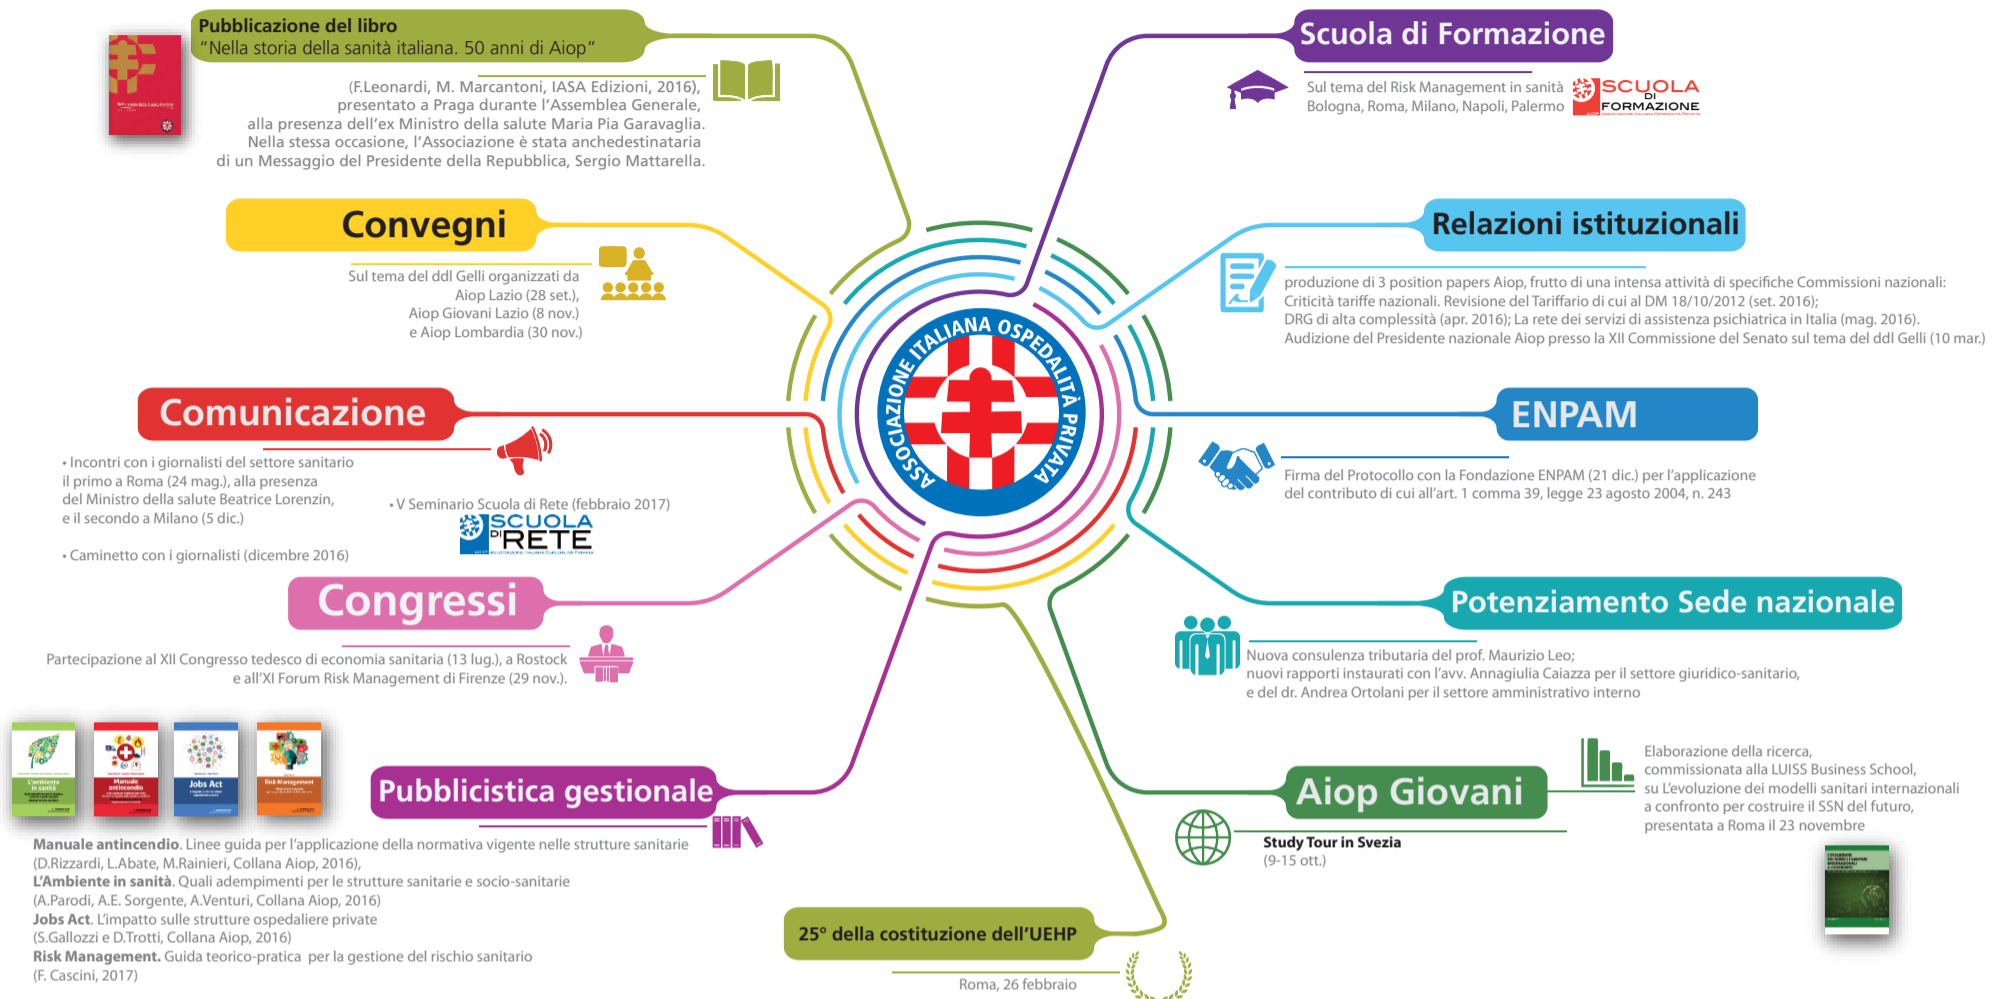 Pubblicazione del libro
“Nella storia della sanità italiana. 50 anni di Aiop”
(F.Leonardi, M. Marcantoni, IASA Edizioni, 2016),
presentato a Praga durante l’Assemblea Generale,
alla presenza dell’ex Ministro della salute Maria Pia Garavaglia.
Nella stessa occasione, l’Associazione è stata anchedestinataria
di un Messaggio del Presidente della Repubblica, Sergio Mattarella.
Convegni
Sul tema del ddl Gelli organizzati da
Aiop Lazio (28 set.),
Aiop Giovani Lazio (8 nov.)
e Aiop Lombardia (30 nov.)
Comunicazione
• Incontri con i giornalisti del settore sanitario
il primo a Roma (24 mag.), alla presenza
del Ministro della salute Beatrice Lorenzin,
e il secondo a Milano (5 dic.)
• Caminetto con i giornalisti (dicembre 2016)
• V Seminario Scuola di Rete (febbraio 2017)
SCUOLA
DI RETE
Congressi
Partecipazione al XII Congresso tedesco di economia sanitaria (13 lug.), a Rostock
e all’XI Forum Risk Management di Firenze (29 nov.).
L’ambiente
in sanità
Manuale
antincendio
Jobs Act
Risk Management
Pubblicistica gestionale
Manuale antincendio. Linee guida per l’applicazione della normativa vigente nelle strutture sanitarie
(D.Rizzardi, L.Abate, M.Rainieri, Collana Aiop, 2016),
L’Ambiente in sanità. Quali adempimenti per le strutture sanitarie e socio-sanitarie
(A.Parodi, A.E. Sorgente, A.Venturi, Collana Aiop, 2016)
Jobs Act. L’impatto sulle strutture ospedaliere private
(S.Gallozzi e D.Trotti, Collana Aiop, 2016)
Risk Management. Guida teorico-pratica per la gestione del rischio sanitario
(F. Cascini, 2017)
ASSOCIAZIONE ITALIANA OSPEDALITÀ PRIVATA
25° della costituzione dell’UEHP
Roma, 26 febbraio
Scuola di Formazione
Sul tema del Risk Management in sanità
Bologna, Roma, Milano, Napoli, Palermo
SCUOLA
DI
FORMAZIONE
Relazioni istituzionali
produzione di 3 position papers Aiop, frutto di una intensa attività di specifiche Commissioni nazionali:
Criticità tariffe nazionali. Revisione del Tariffario di cui al DM 18/10/2012 (set. 2016);
DRG di alta complessità (apr. 2016); La rete dei servizi di assistenza psichiatrica in Italia (mag. 2016).
Audizione del Presidente nazionale Aiop presso la XII Commissione del Senato sul tema del ddl Gelli (10 mar.)
ENPAM
Firma del Protocollo con la Fondazione ENPAM (21 dic.) per l’applicazione
del contributo di cui all’art. 1 comma 39, legge 23 agosto 2004, n. 243
Potenziamento Sede nazionale
Nuova consulenza tributaria del prof. Maurizio Leo;
nuovi rapporti instaurati con l’avv. Annagiulia Caiazza per il settore giuridico-sanitario,
e del dr. Andrea Ortolani per il settore amministrativo interno
Aiop Giovani
Elaborazione della ricerca,
commissionata alla LUISS Business School,
su L’evoluzione dei modelli sanitari internazionali
a confronto per costruire il SSN del futuro,
presentata a Roma il 23 novembre
Study Tour in Svezia
(9-15 ott.)